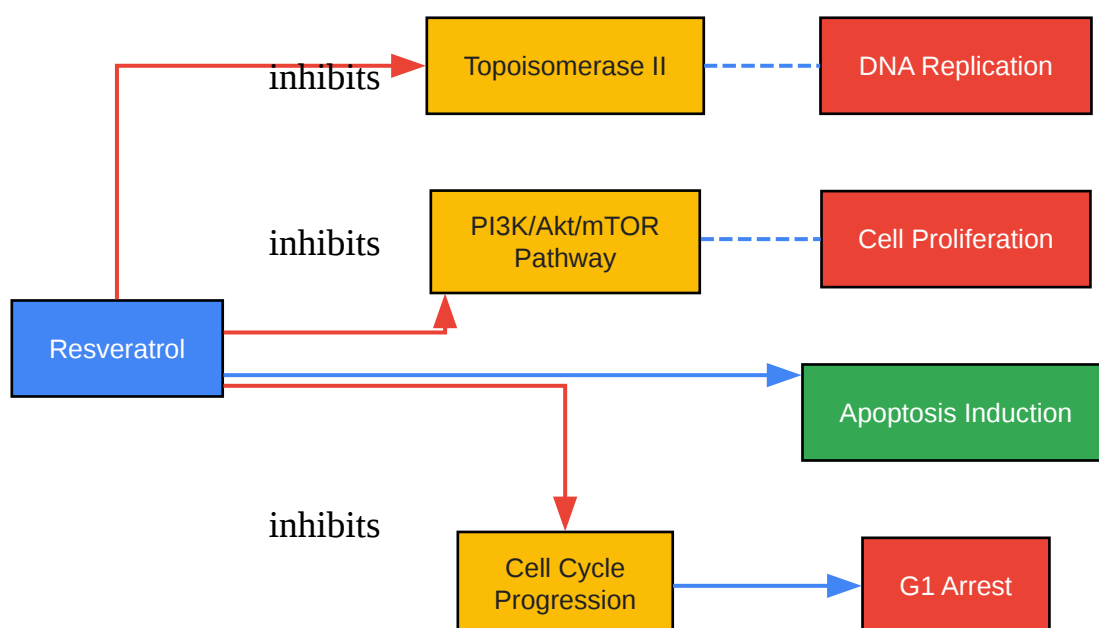 inhibits
Topoisomerase II
DNA Replication
inhibits
PI3K/Akt/mTOR
Pathway
Cell Proliferation
Resveratrol
Apoptosis Induction
inhibits
Cell Cycle
Progression
G1 Arrest